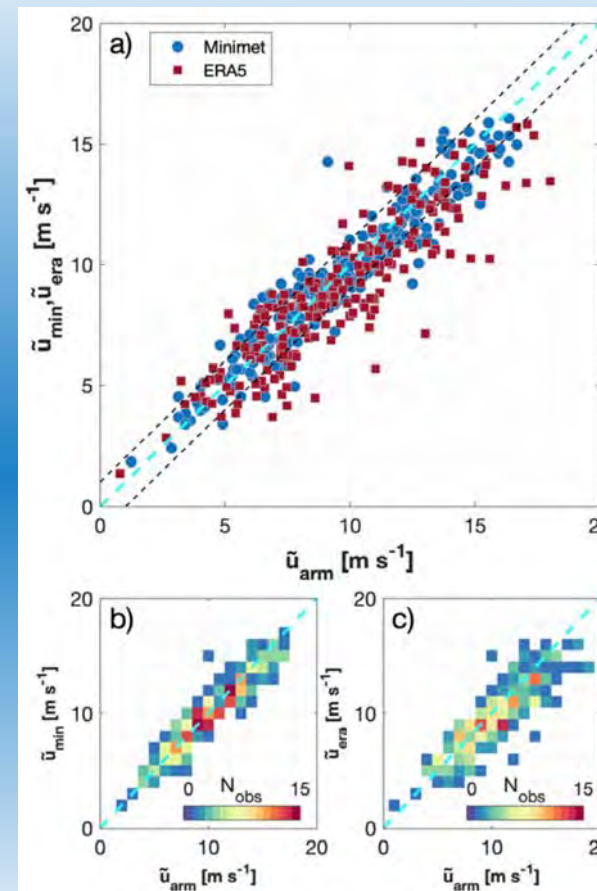 a)
Minimet
ERA5
20
15
10
5
0
ũmin,ũera [m s⁻¹]
0 5 10 15 2
ũarm [m s⁻¹]
b)
20
10
0
ũmin [m s⁻¹]
0 Nobs 15
0 10 20
ũarm [m s⁻¹]
c)
20
10
0
ũera [m s⁻¹]
0 Nobs 15
0 10 20
ũarm [m s⁻¹]